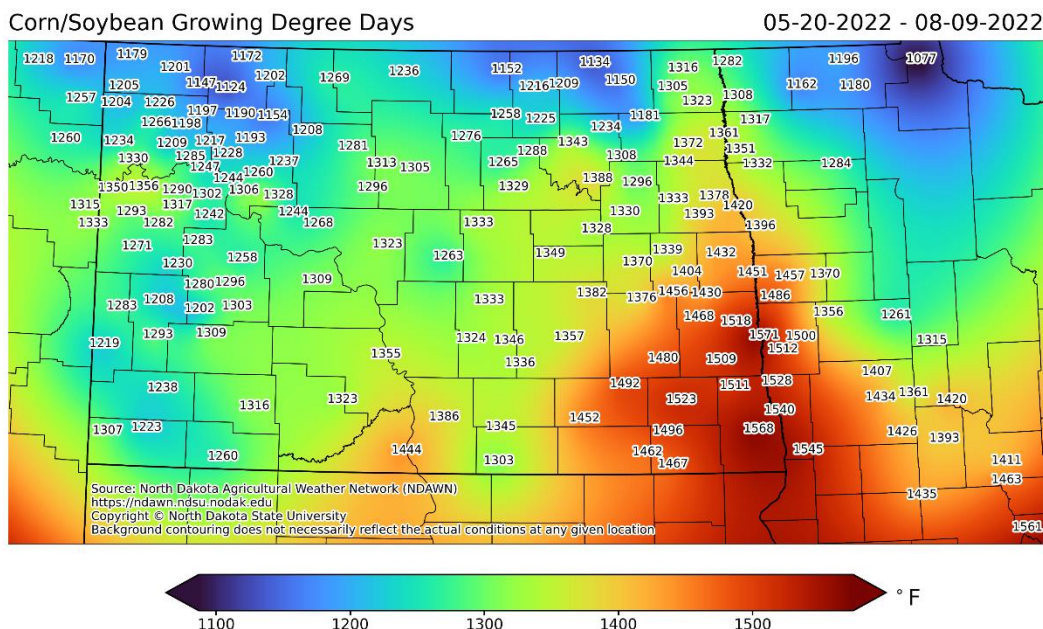 Corn/Soybean Growing Degree Days 05-20-2022 - 08-09-2022
1218 1170 1179 1172 1282
1201 1202 1269 1236 1152 1134 1316 1196 1077
1205 1147 1124 1216 1209 1150 1305 1162 1180
1257 1204 1226 1323 1308
1197 1190 1154 1258 1225 1181 1317
1266 1198 1208 1276 1234 1361
1260 1234 1209 1217 1193 1281 1343 1372 1351
1330 1285 1228 1237 1313 1265 1288 1308 1344 1332 1284
1247 1260 1305
1350 1356 1290 1244 1306 1296 1329 1388 1296
1302 1328 1333 1378
1315 1293 1317 1242 1244 1330 1393 1420
1333 1282 1268 1333 1328 1396
1271 1283 1323
1230 1258 1263 1349 1370 1339 1432
1280 1296 1309 1404 1451 1457 1370
1283 1208 1202 1303 1333 1382 1376 1456 1430 1486
1468 1518 1356 1261
1219 1293 1309 1324 1346 1357 1571 1500 1315
1355 1336 1480 1509 1512
1238 1492 1511 1528 1407
1316 1323 1523 1434 1361 1420
1307 1223 1386 1345 1452 1496 1568 1540 1426 1393
1260 1444 1303 1462 1467 1545 1411
1463
1435
Source: North Dakota Agricultural Weather Network (NDAWN)
https://ndawn.ndsu.nodak.edu
Copyright © North Dakota State University
Background contouring does not necessarily reflect the actual conditions at any given location 1561
°F
1100 1200 1300 1400 1500